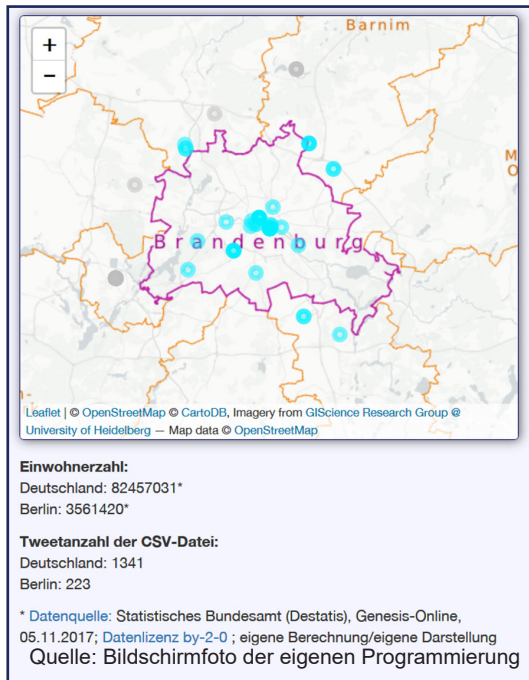 Barnim
+
−
M
O
Brandenburg
Leaflet | © OpenStreetMap © CartoDB, Imagery from GIScience Research Group @
University of Heidelberg — Map data © OpenStreetMap
Einwohnerzahl:
Deutschland: 82457031*
Berlin: 3561420*
Tweetanzahl der CSV-Datei:
Deutschland: 1341
Berlin: 223
* Datenquelle: Statistisches Bundesamt (Destatis), Genesis-Online,
05.11.2017; Datenlizenz by-2-0 ; eigene Berechnung/eigene Darstellung
Quelle: Bildschirmfoto der eigenen Programmierung